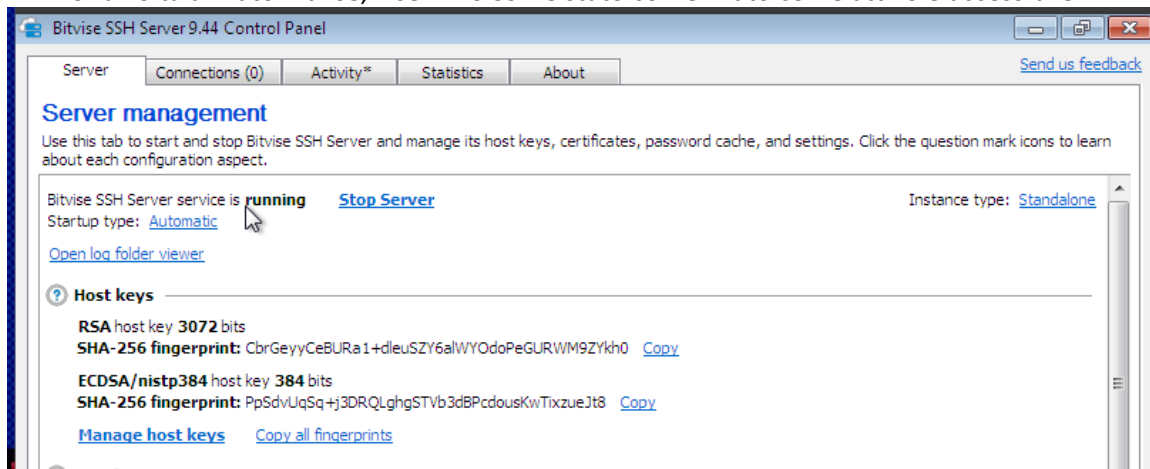 Bitvise SSH Server 9.44 Control Panel
Server Connections (0) Activity* Statistics About Send us feedback
Server management
Use this tab to start and stop Bitvise SSH Server and manage its host keys, certificates, password cache, and settings. Click the question mark icons to learn
about each configuration aspect.
Bitvise SSH Server service is running Stop Server Instance type: Standalone
Startup type: Automatic
Open log folder viewer
Host keys
RSA host key 3072 bits
SHA-256 fingerprint: CbrGeyyCeBURa1+dleuSZY6alWYOdoPeGURWM9ZYkh0 Copy
ECDSA/nistp384 host key 384 bits
SHA-256 fingerprint: PpSdvUqSq+j3DRQLghgSTVb3dBPcdousKwTixzueJt8 Copy
Manage host keys Copy all fingerprints